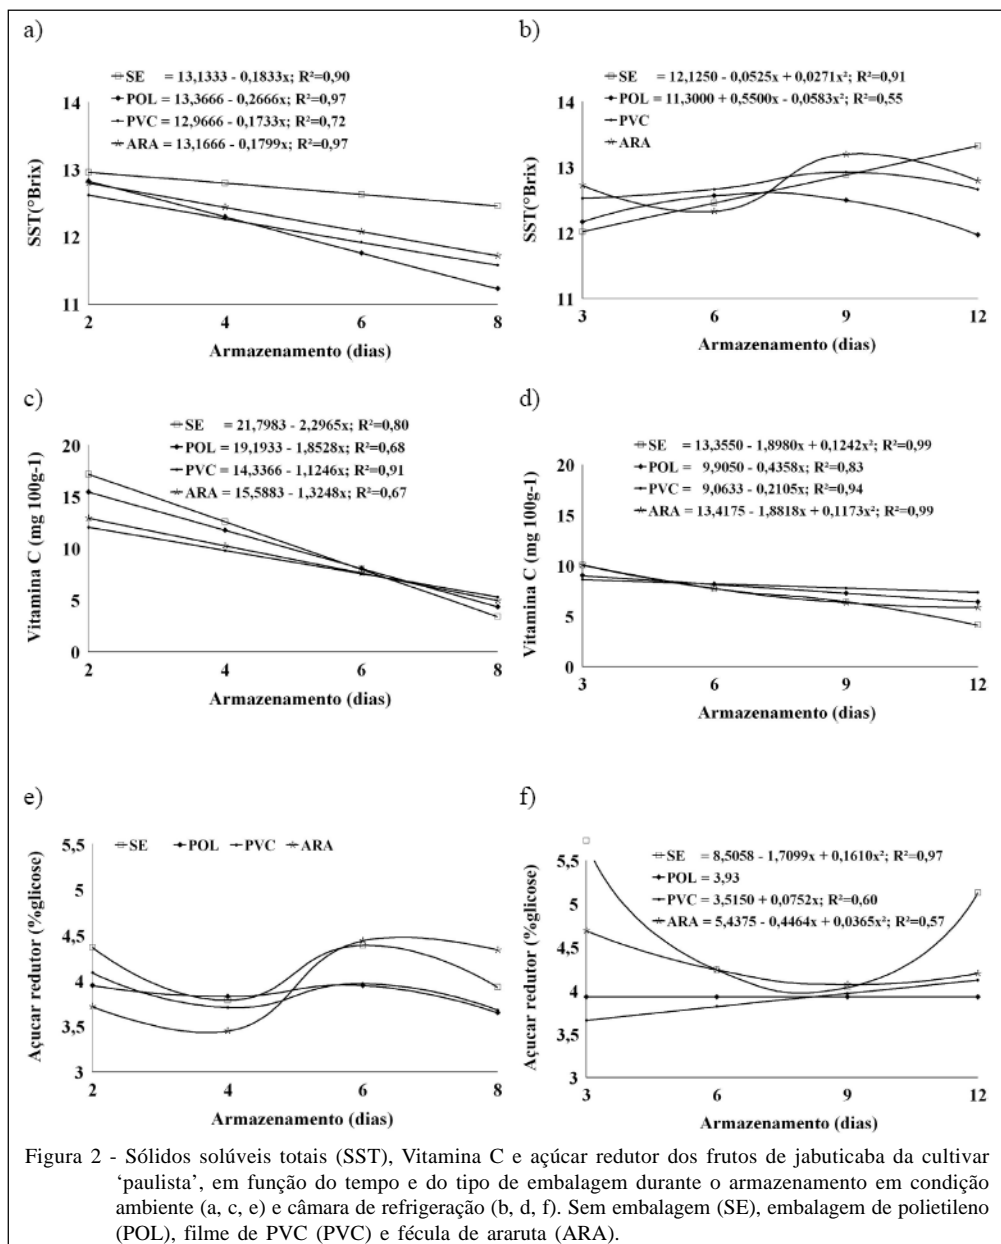 a)
SE = 13,1333 - 0,1833x; R²=0,90
POL = 13,3666 - 0,2666x; R²=0,97
PVC = 12,9666 - 0,1733x; R²=0,72
ARA = 13,1666 - 0,1799x; R²=0,97
14
13
12
11
SST(°Brix)
2 4 6 8
Armazenamento (dias)
b)
SE = 12,1250 - 0,0525x + 0,0271x²; R²=0,91
POL = 11,3000 + 0,5500x - 0,0583x²; R²=0,55
PVC
ARA
14
13
12
11
SST(°Brix)
3 6 9 12
Armazenamento (dias)
c)
SE = 21,7983 - 2,2965x; R²=0,80
POL = 19,1933 - 1,8528x; R²=0,68
PVC = 14,3366 - 1,1246x; R²=0,91
ARA = 15,5883 - 1,3248x; R²=0,67
20
15
10
5
0
Vitamina C (mg 100g-1)
2 4 6 8
Armazenamento (dias)
d)
SE = 13,3550 - 1,8980x + 0,1242x²; R²=0,99
POL = 9,9050 - 0,4358x; R²=0,83
PVC = 9,0633 - 0,2105x; R²=0,94
ARA = 13,4175 - 1,8818x + 0,1173x²; R²=0,99
20
15
10
5
0
Vitamina C (mg 100g-1)
3 6 9 12
Armazenamento (dias)
e)
SE POL PVC ARA
5,5
5
4,5
4
3,5
3
Açucar redutor (%glicose)
2 4 6 8
Armazenamento (dias)
f)
SE = 8,5058 - 1,7099x + 0,1610x²; R²=0,97
POL = 3,93
PVC = 3,5150 + 0,0752x; R²=0,60
ARA = 5,4375 - 0,4464x + 0,0365x²; R²=0,57
5,5
5
4,5
4
3,5
3
Açucar redutor (%glicose)
3 6 9 12
Armazenamento (dias)
Figura 2 - Sólidos solúveis totais (SST), Vitamina C e açúcar redutor dos frutos de jabuticaba da cultivar
‘paulista’, em função do tempo e do tipo de embalagem durante o armazenamento em condição
ambiente (a, c, e) e câmara de refrigeração (b, d, f). Sem embalagem (SE), embalagem de polietileno
(POL), filme de PVC (PVC) e fécula de araruta (ARA).